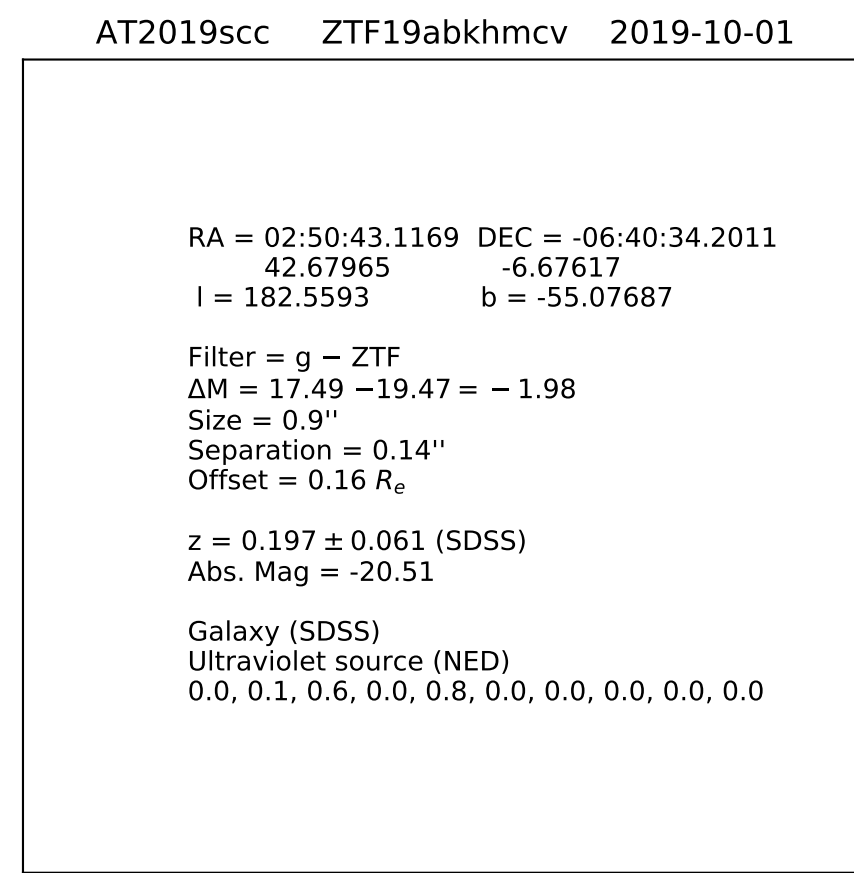 AT2019scc ZTF19abkhmcv 2019-10-01
RA = 02:50:43.1169 DEC = -06:40:34.2011
42.67965 -6.67617
l = 182.5593 b = -55.07687
Filter = g − ZTF
ΔM = 17.49 −19.47 = − 1.98
Size = 0.9''
Separation = 0.14''
Offset = 0.16 Rₑ
z = 0.197 ± 0.061 (SDSS)
Abs. Mag = -20.51
Galaxy (SDSS)
Ultraviolet source (NED)
0.0, 0.1, 0.6, 0.0, 0.8, 0.0, 0.0, 0.0, 0.0, 0.0